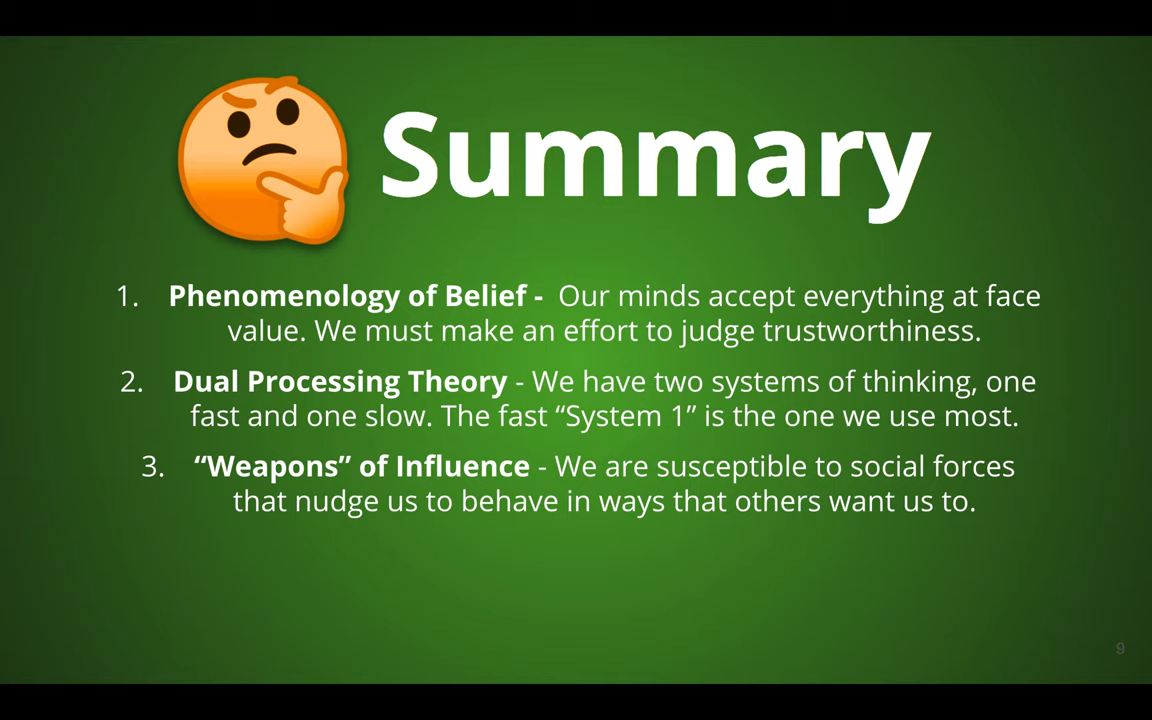 Summary
1. Phenomenology of Belief - Our minds accept everything at face
value. We must make an effort to judge trustworthiness.
2. Dual Processing Theory - We have two systems of thinking, one
fast and one slow. The fast “System 1” is the one we use most.
3. “Weapons” of Influence - We are susceptible to social forces
that nudge us to behave in ways that others want us to.
9